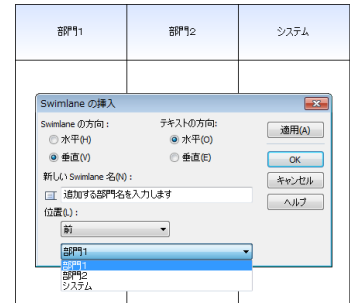 部門1 部門2 システム
Swimlane の挿入
Swimlane の方向: テキストの方向:
水平(H) 水平(O) 適用(A)
垂直(V) 垂直(E) OK
新しい Swimlane 名(N): キャンセル
追加する部門名を入力します ヘルプ
位置(L):
前
部門1
部門1
部門2
システム